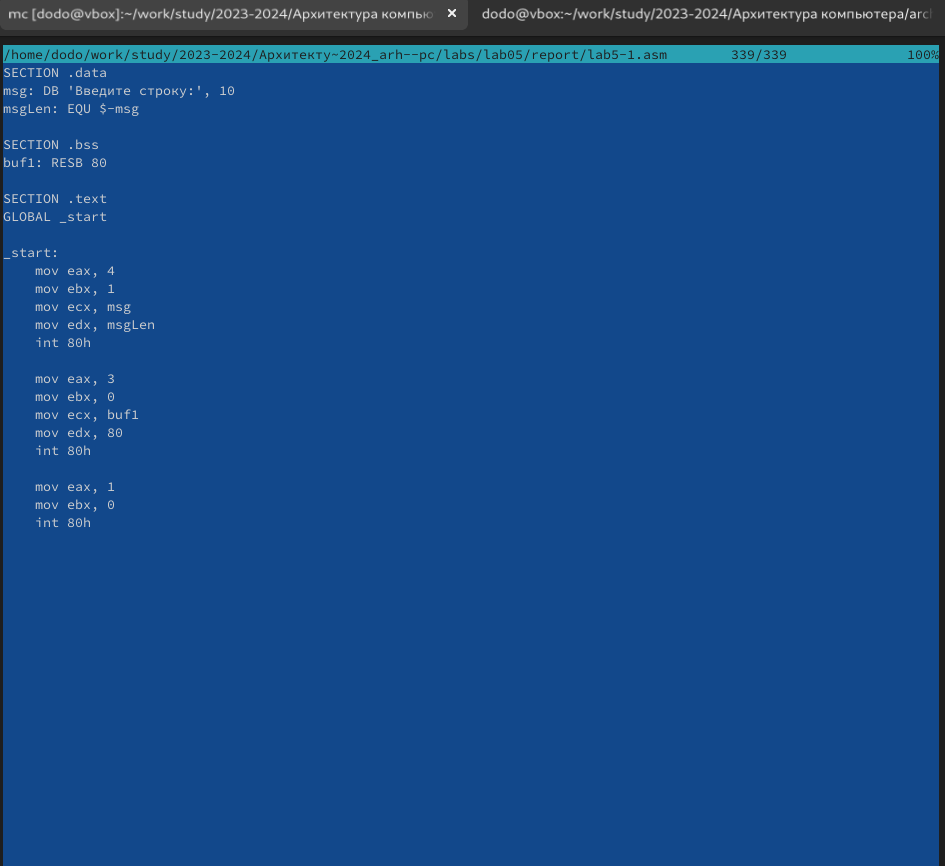 mc [dodo@vbox]:~/work/study/2023-2024/Архитектура компью
dodo@vbox:~/work/study/2023-2024/Архитектура компьютера/arc
/home/dodo/work/study/2023-2024/Архитекту~2024_arh--pc/labs/lab05/report/lab5-1.asm 339/339 100%
SECTION .data
msg: DB 'Введите строку:', 10
msgLen: EQU $-msg
SECTION .bss
buf1: RESB 80
SECTION .text
GLOBAL _start
_start:
mov eax, 4
mov ebx, 1
mov ecx, msg
mov edx, msgLen
int 80h
mov eax, 3
mov ebx, 0
mov ecx, buf1
mov edx, 80
int 80h
mov eax, 1
mov ebx, 0
int 80h